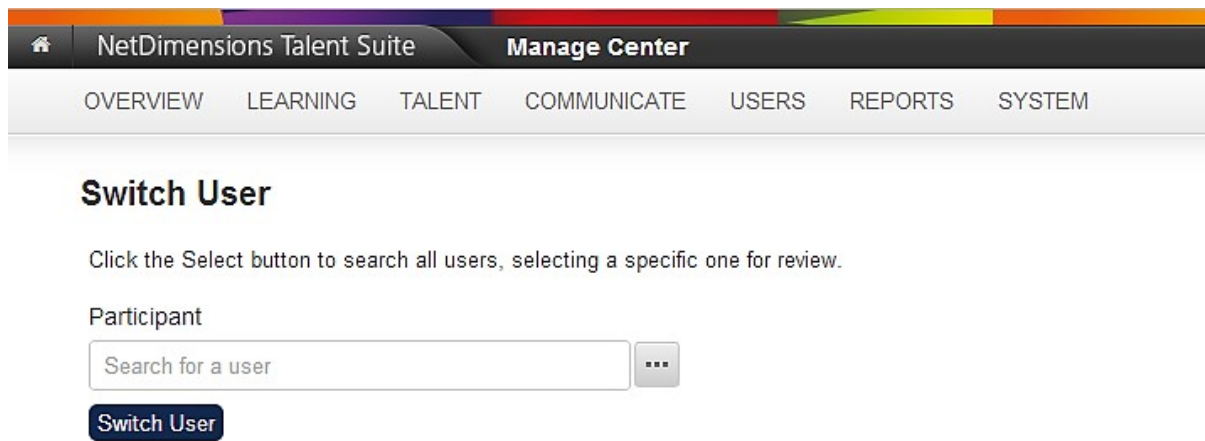 NetDimensions Talent Suite Manage Center
OVERVIEW LEARNING TALENT COMMUNICATE USERS REPORTS SYSTEM
Switch User
Click the Select button to search all users, selecting a specific one for review.
Participant
Search for a user
Switch User